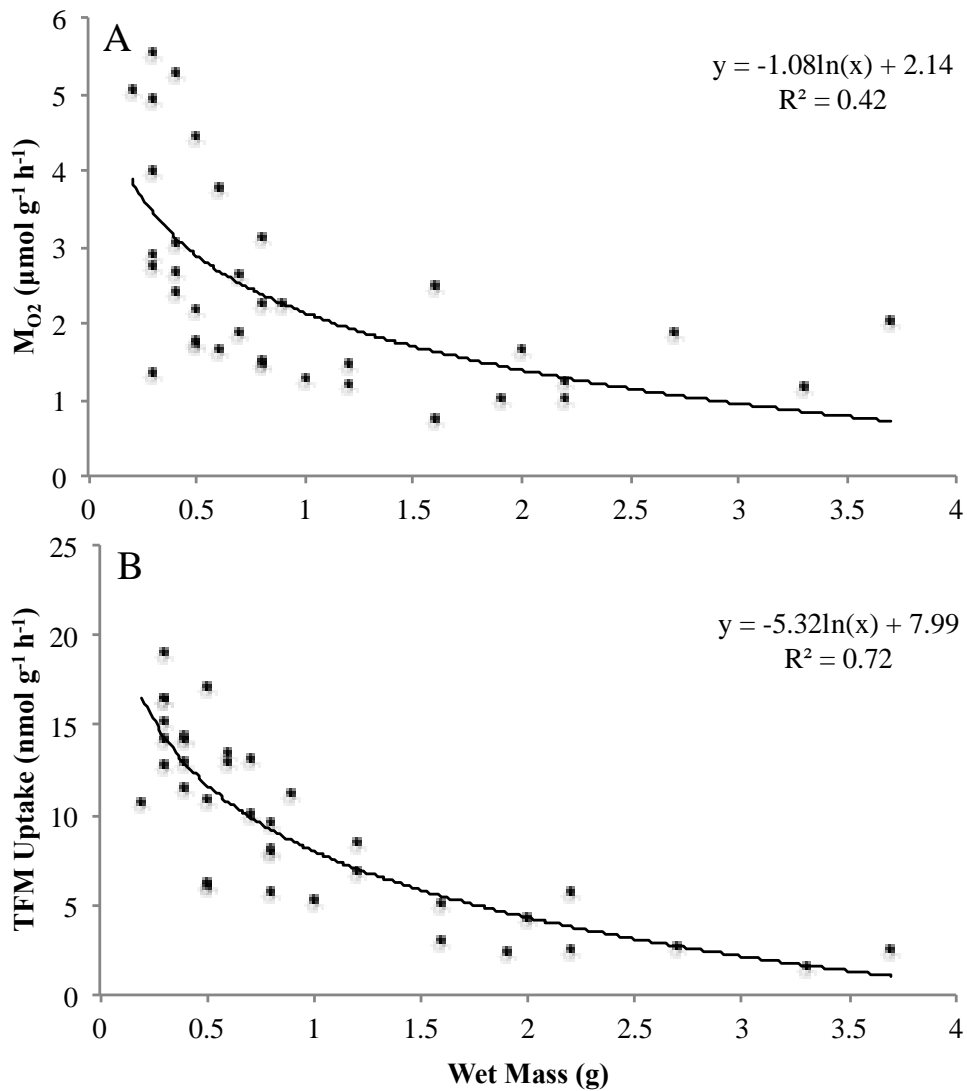 A
y = -1.08ln(x) + 2.14
R² = 0.42
M_O2 (µmol g⁻¹ h⁻¹)
6
5
4
3
2
1
0
0 0.5 1 1.5 2 2.5 3 3.5 4
B
y = -5.32ln(x) + 7.99
R² = 0.72
TFM Uptake (nmol g⁻¹ h⁻¹)
25
20
15
10
5
0
0 0.5 1 1.5 2 2.5 3 3.5 4
Wet Mass (g)